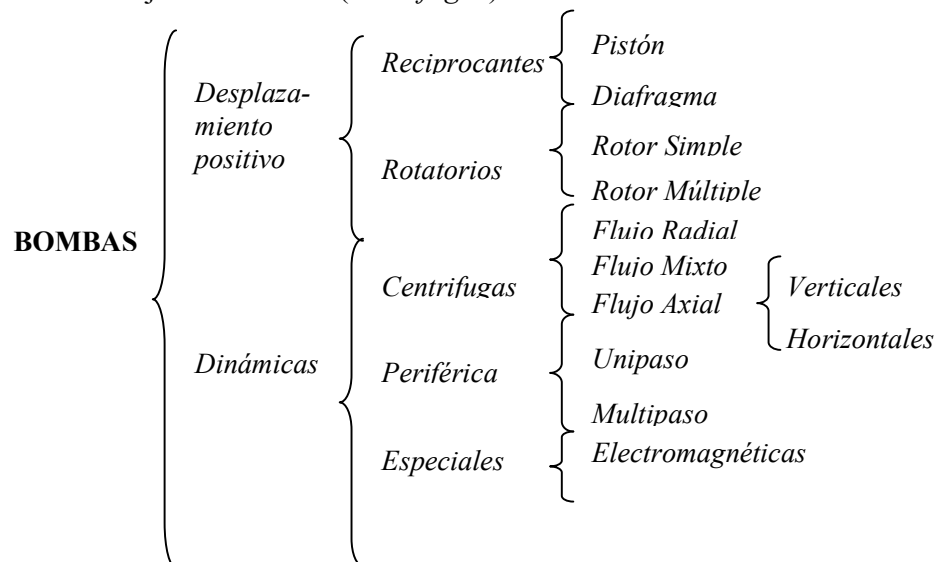 Pistón
Reciprocantes
Desplaza-
miento
positivo
Diafragma
Rotor Simple
Rotatorios
Rotor Múltiple
BOMBAS
Flujo Radial
Flujo Mixto
Centrifugas
Verticales
Flujo Axial
Horizontales
Dinámicas
Periférica
Unipaso
Multipaso
Especiales
Electromagnéticas